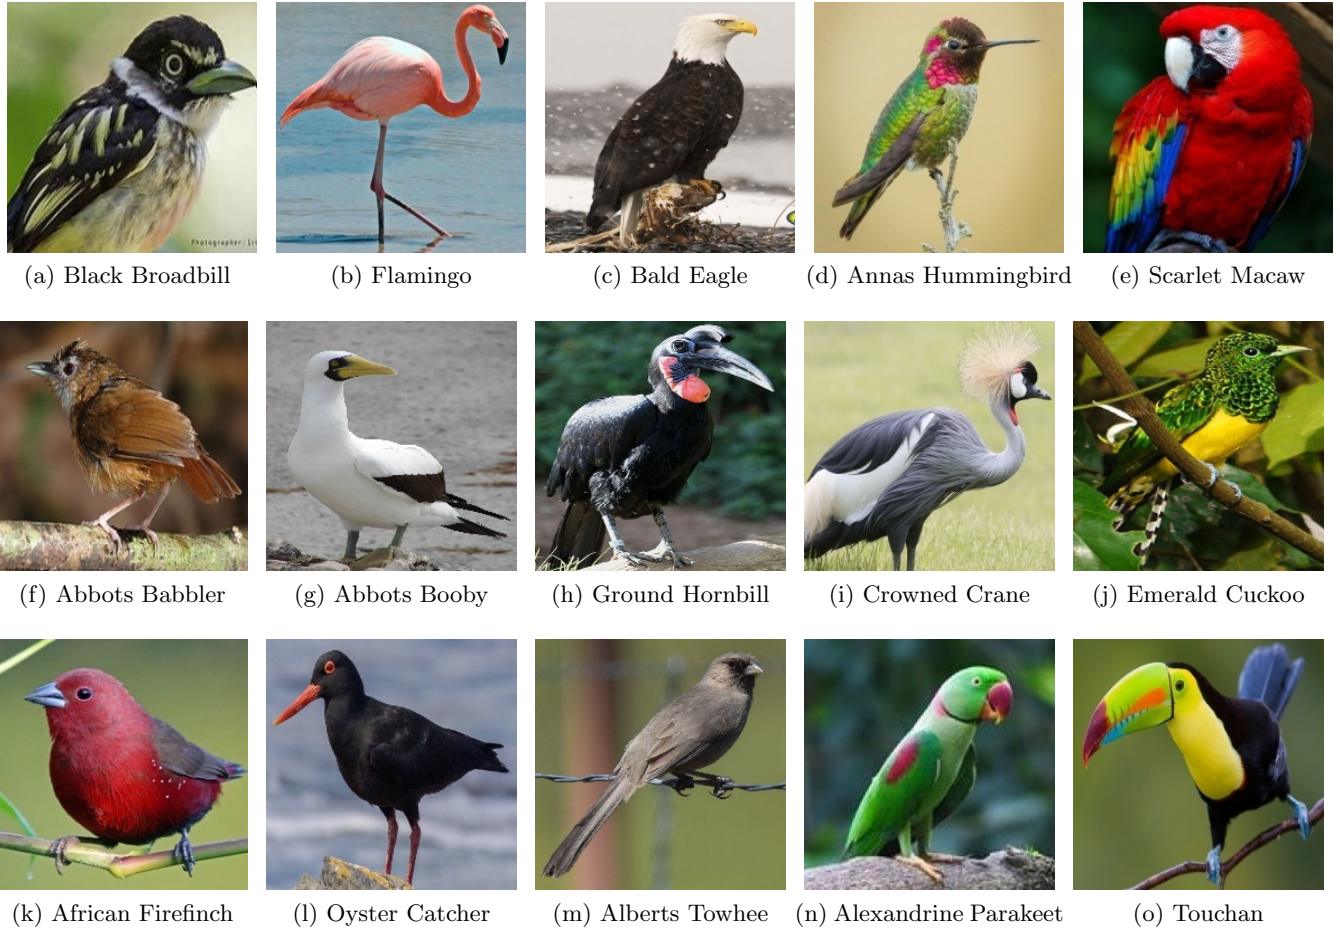 Photographer:
(a) Black Broadbill
(b) Flamingo
(c) Bald Eagle
(d) Annas Hummingbird
(e) Scarlet Macaw
(f) Abbots Babbler
(g) Abbots Booby
(h) Ground Hornbill
(i) Crowned Crane
(j) Emerald Cuckoo
(k) African Firefinch
(l) Oyster Catcher
(m) Alberts Towhee
(n) Alexandrine Parakeet
(o) Touchan